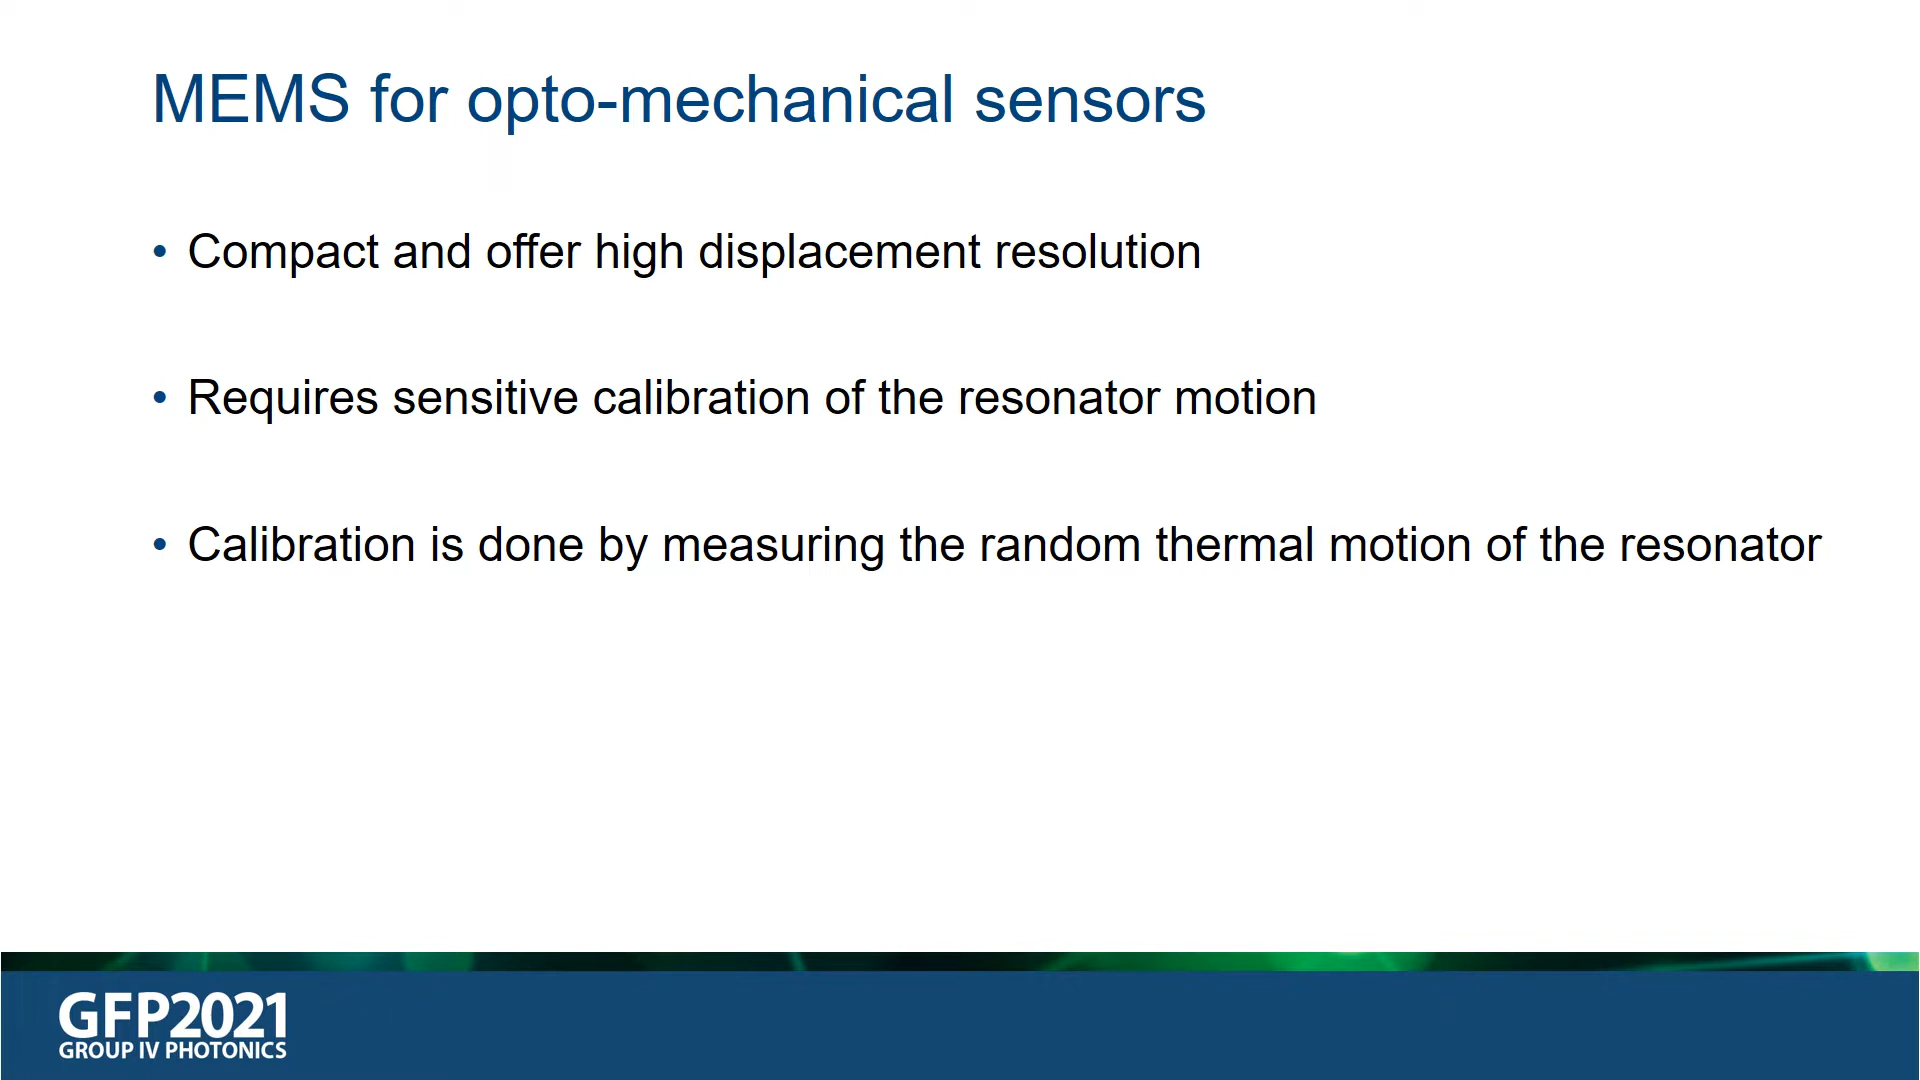 MEMS for opto-mechanical sensors
• Compact and offer high displacement resolution
• Requires sensitive calibration of the resonator motion
• Calibration is done by measuring the random thermal motion of the resonator
GFP2021
GROUP IV PHOTONICS